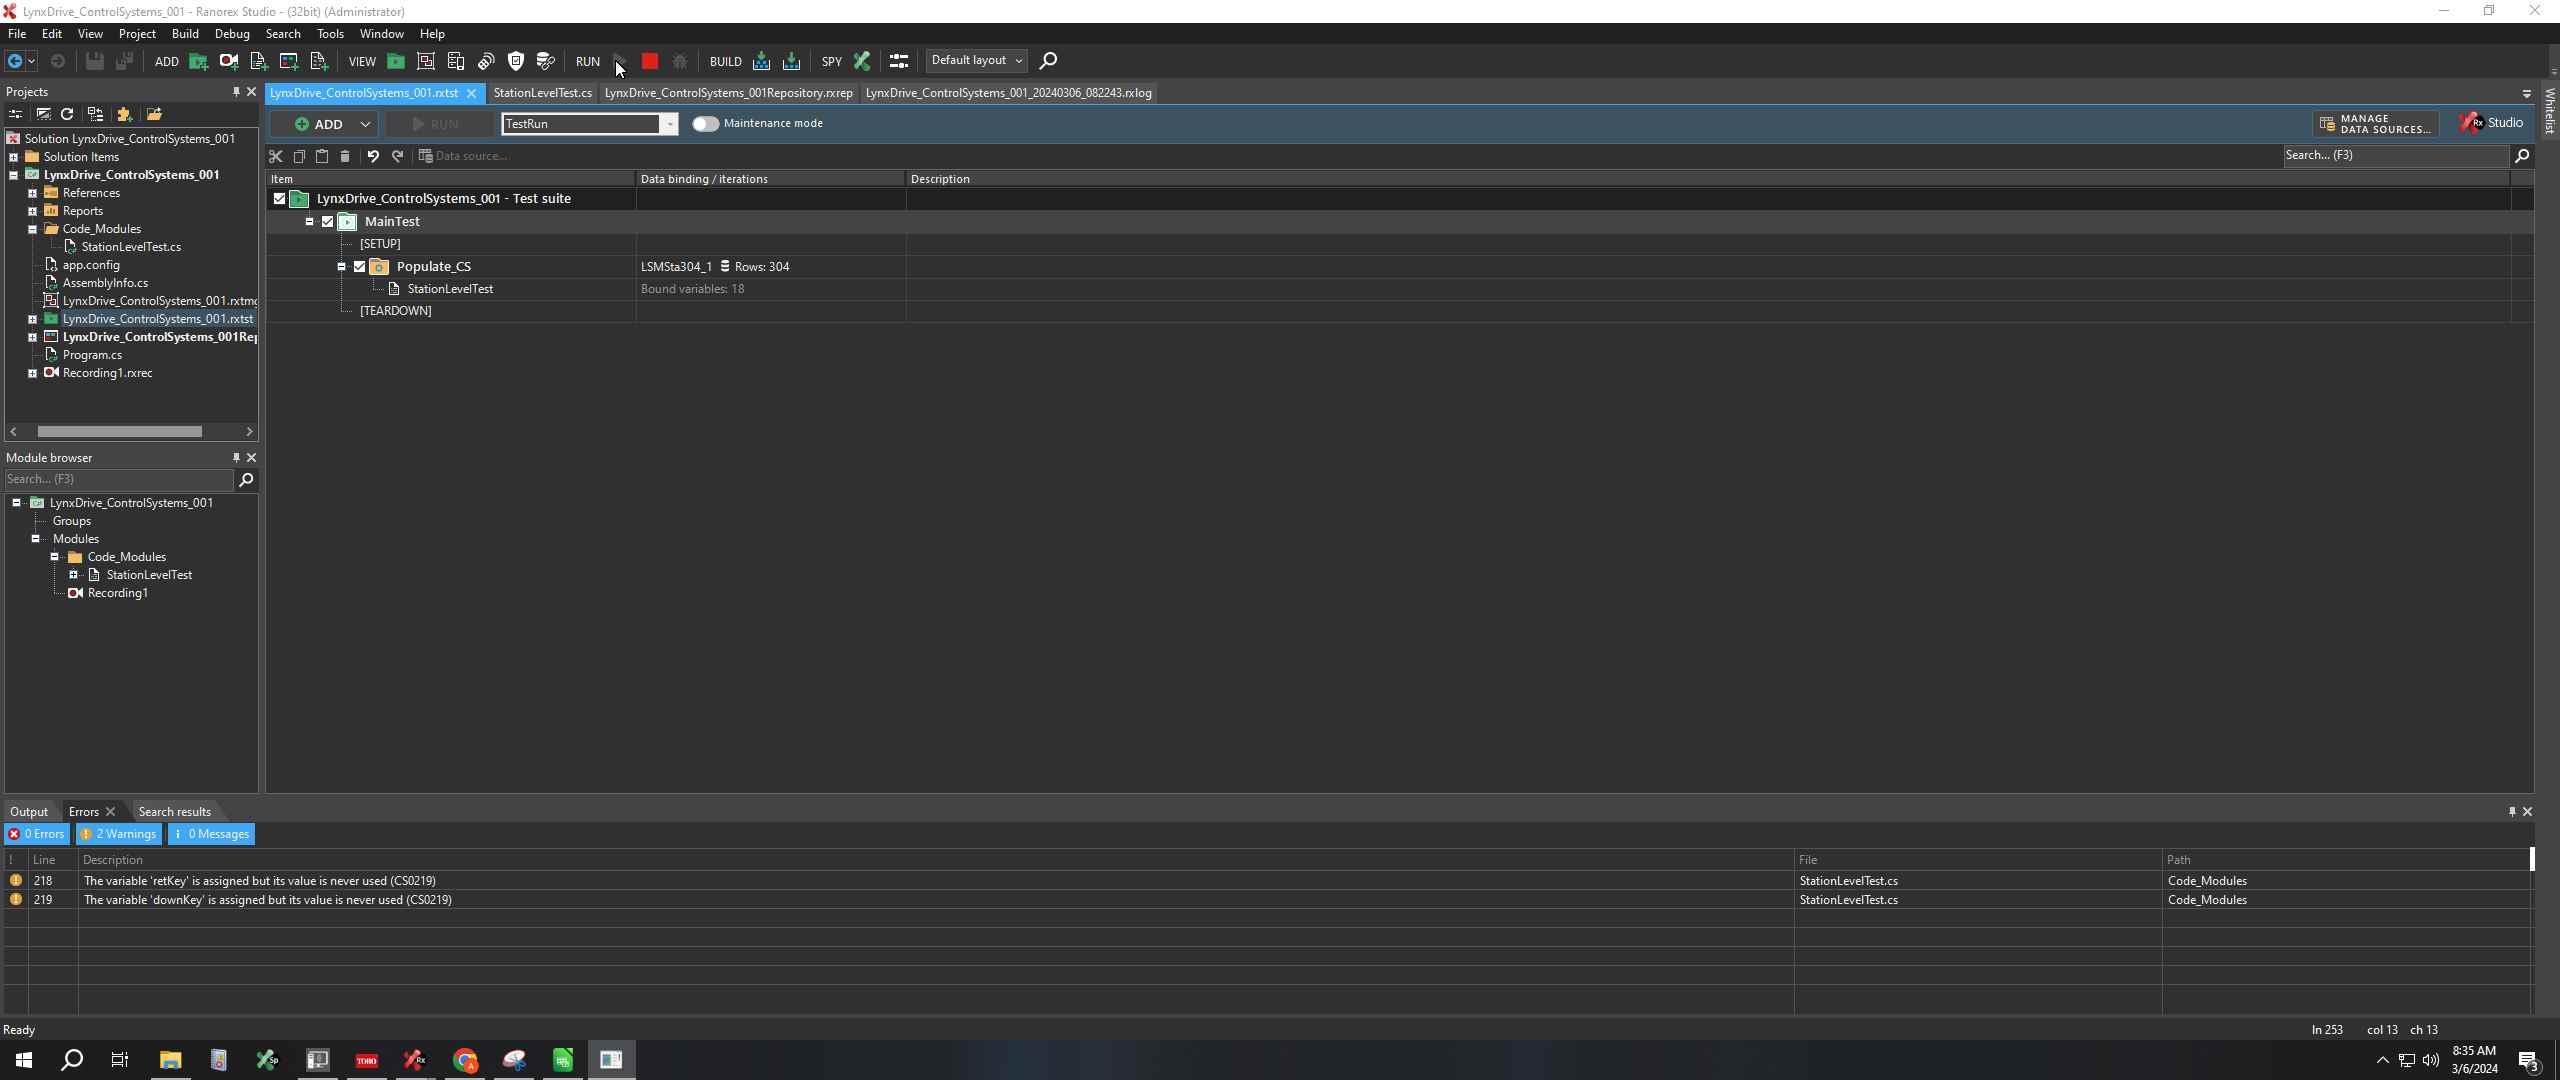 LynxDrive_ControlSystems_001 - Ranorex Studio - (32bit) (Administrator)
File Edit View Project Build Debug Search Tools Window Help
ADD VIEW RUN BUILD SPY Default layout
Projects
LynxDrive_ControlSystems_001.rxtst StationLevelTest.cs LynxDrive_ControlSystems_001Repository.rxrep LynxDrive_ControlSystems_001_20240306_082243.rxlog
Whitelist
ADD RUN TestRun Maintenance mode MANAGE DATA SOURCES... Rx Studio
Data source... Search... (F3)
Solution LynxDrive_ControlSystems_001
Solution Items
LynxDrive_ControlSystems_001
References
Reports
Code_Modules
StationLevelTest.cs
app.config
AssemblyInfo.cs
LynxDrive_ControlSystems_001.rxtm
LynxDrive_ControlSystems_001.rxtst
LynxDrive_ControlSystems_001Rep
Program.cs
Recording1.rxrec
Item Data binding / iterations Description
LynxDrive_ControlSystems_001 - Test suite
MainTest
[SETUP]
Populate_CS LSMSta304_1 Rows: 304
StationLevelTest Bound variables: 18
[TEARDOWN]
Module browser
Search... (F3)
LynxDrive_ControlSystems_001
Groups
Modules
Code_Modules
StationLevelTest
Recording1
Output Errors Search results
0 Errors 2 Warnings 0 Messages
! Line Description File Path
218 The variable 'retKey' is assigned but its value is never used (CS0219) StationLevelTest.cs Code_Modules
219 The variable 'downKey' is assigned but its value is never used (CS0219) StationLevelTest.cs Code_Modules
Ready ln 253 col 13 ch 13
Sp TORO Rx A
8:35 AM
3/6/2024
3